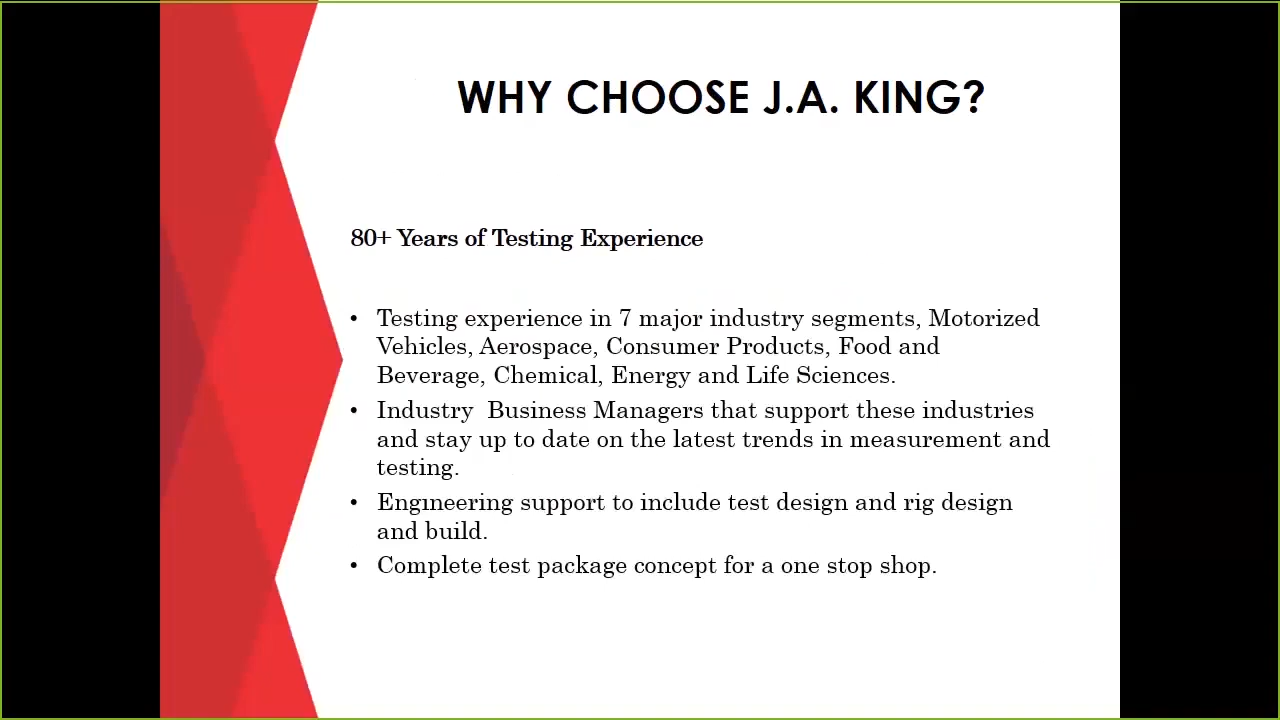 WHY CHOOSE J.A. KING?
80+ Years of Testing Experience
• Testing experience in 7 major industry segments, Motorized
Vehicles, Aerospace, Consumer Products, Food and
Beverage, Chemical, Energy and Life Sciences.
• Industry  Business Managers that support these industries
and stay up to date on the latest trends in measurement and
testing.
• Engineering support to include test design and rig design
and build.
• Complete test package concept for a one stop shop.